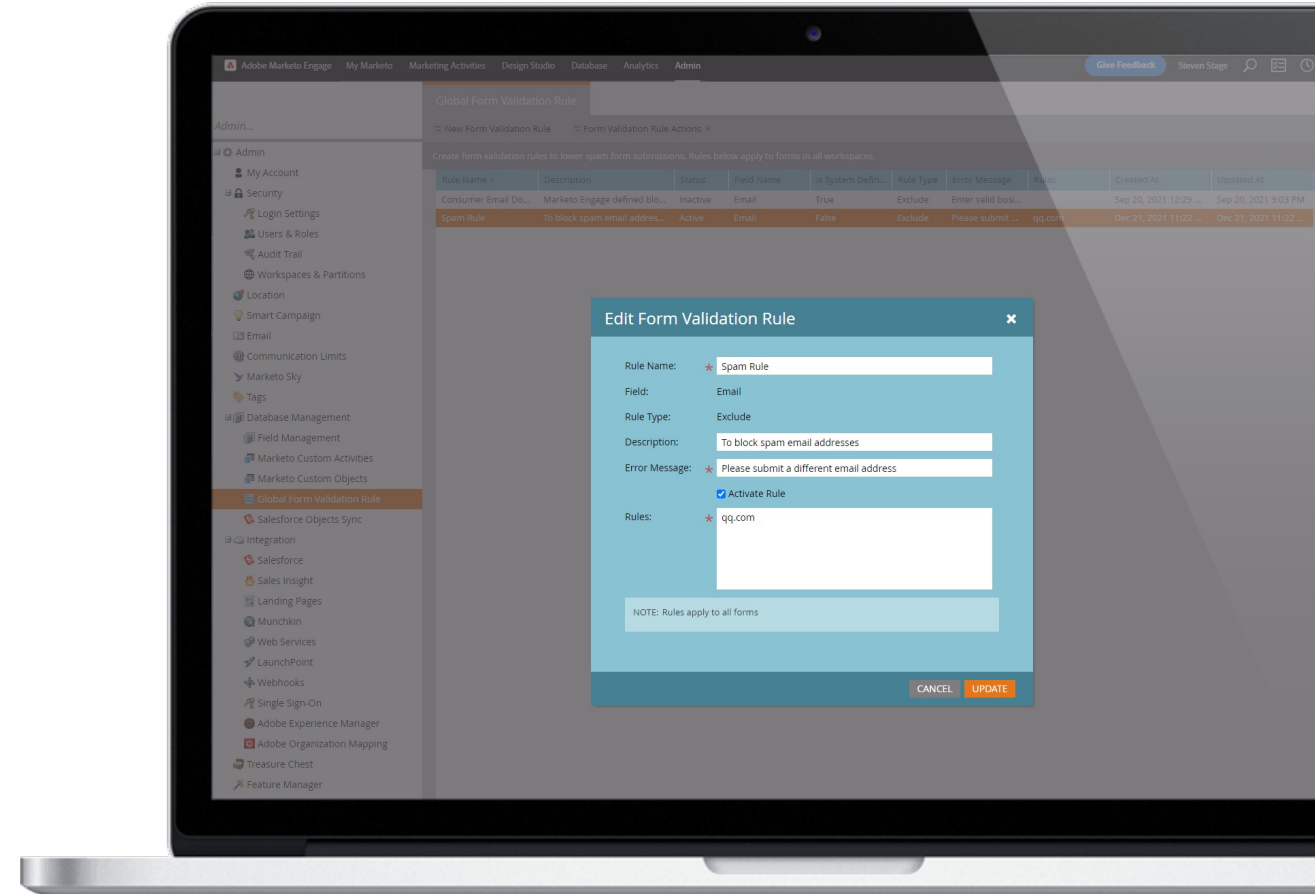 Adobe Marketo Engage My Marketo Marketing Activities Design Studio Database Analytics Admin Give Feedback Steven Stage
Global Form Validation Rule
Admin...
New Form Validation Rule Form Validation Rule Actions
Create form validation rules to lower spam form submissions. Rules below apply to forms in all workspaces.
Rule Name Description Status Field Name Is System Defin... Rule Type Error Message Rules Created At Updated At
Consumer Email Do... Marketo Engage defined blo... Inactive Email True Exclude Enter valid busi... Sep 20, 2021 12:29 ... Sep 20, 2021 9:03 PM
Spam Rule To block spam email addres... Active Email False Exclude Please submit ... qq.com Dec 21, 2021 11:22 ... Dec 21, 2021 11:22 ...
Admin
My Account
Security
Login Settings
Users & Roles
Audit Trail
Workspaces & Partitions
Location
Smart Campaign
Email
Communication Limits
Marketo Sky
Tags
Database Management
Field Management
Marketo Custom Activities
Marketo Custom Objects
Global Form Validation Rule
Salesforce Objects Sync
Integration
Salesforce
Sales Insight
Landing Pages
Munchkin
Web Services
LaunchPoint
Webhooks
Single Sign-On
Adobe Experience Manager
Adobe Organization Mapping
Treasure Chest
Feature Manager
Edit Form Validation Rule
Rule Name: * Spam Rule
Field: Email
Rule Type: Exclude
Description: To block spam email addresses
Error Message: * Please submit a different email address
Activate Rule
Rules: * qq.com
NOTE: Rules apply to all forms
CANCEL UPDATE